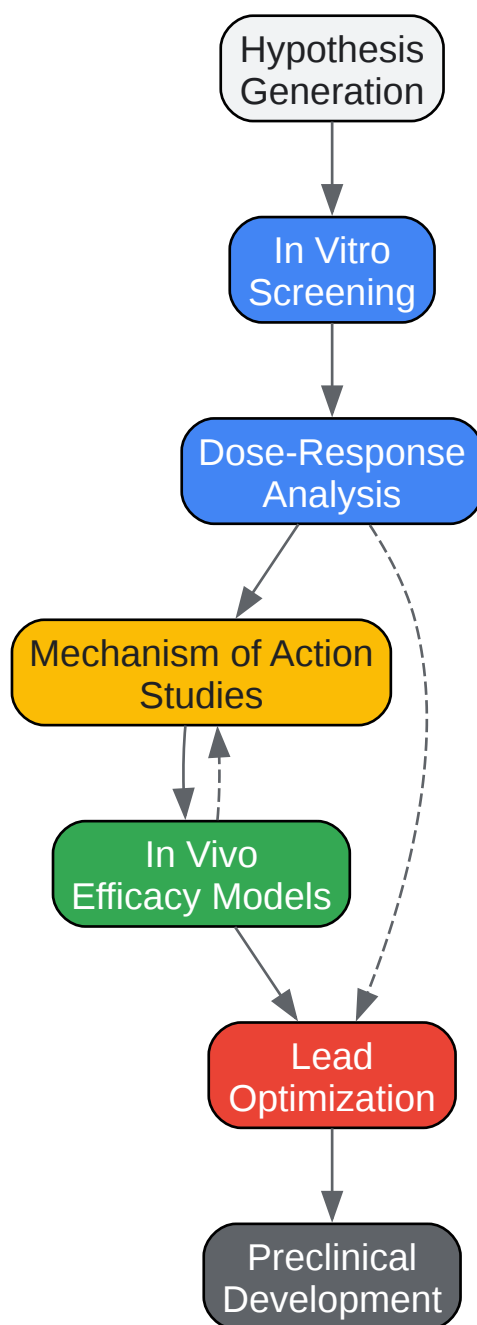 Hypothesis
Generation
In Vitro
Screening
Dose-Response
Analysis
Mechanism of Action
Studies
In Vivo
Efficacy Models
Lead
Optimization
Preclinical
Development